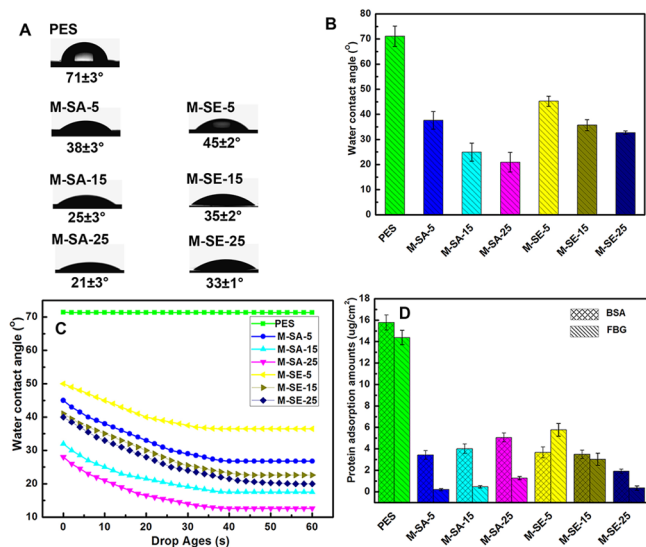 A
PES
71±3°
M-SA-5
38±3°
M-SE-5
45±2°
M-SA-15
25±3°
M-SE-15
35±2°
M-SA-25
21±3°
M-SE-25
33±1°
B
Water contact angle (°)
80
70
60
50
40
30
20
10
0
PES
M-SA-5
M-SA-15
M-SA-25
M-SE-5
M-SE-15
M-SE-25
C
Water contact angle (°)
70
60
50
40
30
20
10
0
10
20
30
40
50
60
Drop Ages (s)
PES
M-SA-5
M-SA-15
M-SA-25
M-SE-5
M-SE-15
M-SE-25
D
Protein adsorption amounts (ug/cm²)
BSA
FBG
16
14
12
10
8
6
4
2
0
PES
M-SA-5
M-SA-15
M-SA-25
M-SE-5
M-SE-15
M-SE-25